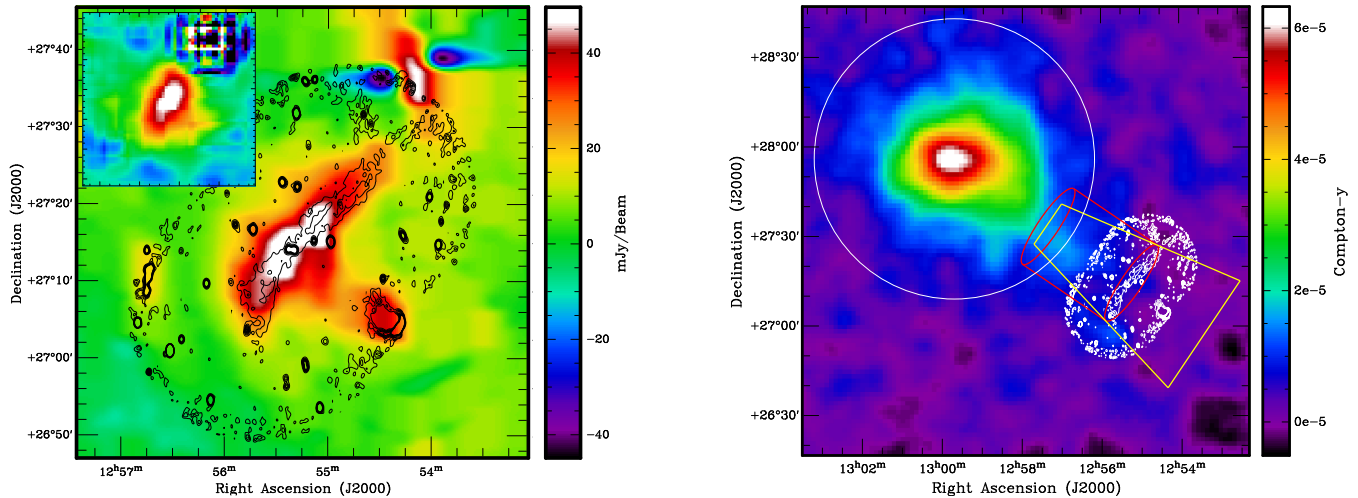 +27°40′
+27°30′
+27°20′
+27°10′
+27°00′
+26°50′
Declination (J2000)
12ʰ57ᵐ 56ᵐ 55ᵐ 54ᵐ
Right Ascension (J2000)
40
20
0
−20
−40
mJy/Beam
+28°30′
+28°00′
+27°30′
+27°00′
+26°30′
Declination (J2000)
13ʰ02ᵐ 13ʰ00ᵐ 12ʰ58ᵐ 12ʰ56ᵐ 12ʰ54ᵐ
Right Ascension (J2000)
6e−5
4e−5
2e−5
0e−5
Compton−y